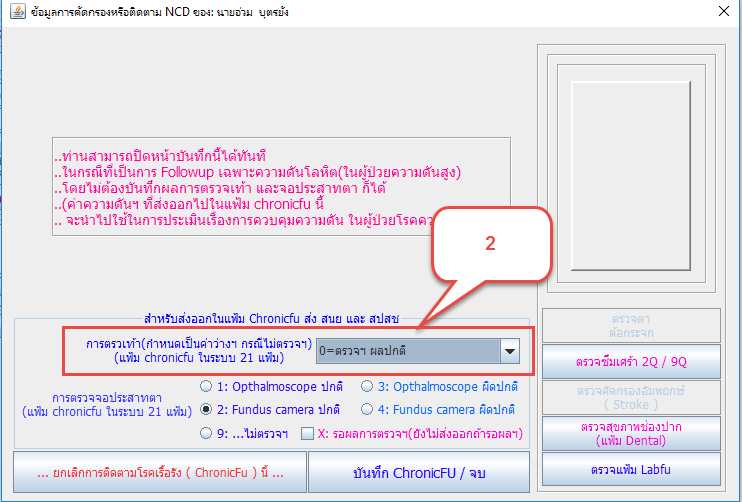 ข้อมูลการคัดกรองหรือติดตาม NCD ของ: นายอ่วม บุตรยัง
..ท่านสามารถปิดหน้าบันทึกนี้ได้ทันที
..ในกรณีที่เป็นการ Followup เฉพาะความดันโลหิต(ในผู้ป่วยความดันสูง)
..โดยไม่ต้องบันทึกผลการตรวจเท้า และจอประสาทตา ก็ได้
..(ค่าความดันฯ ที่ส่งออกไปในแฟ้ม chronicfu นี้
.. จะนำไปใช้ในการประเมินเรื่องการควบคุมความดัน ในผู้ป่วยโรคคว
2
สำหรับส่งออกในแฟ้ม Chronicfu ส่ง สนย และ สปสช
การตรวเท้า(กำหนดเป็นค่าว่างฯ กรณีไม่ตรวจฯ)
(แฟ้ม chronicfu ในระบบ 21 แฟ้ม)
0=ตรวจฯ ผลปกติ
การตรวจจอประสาทตา
(แฟ้ม chronicfu ในระบบ 21 แฟ้ม)
1: Opthalmoscope ปกติ
3: Opthalmoscope ผิดปกติ
2: Fundus camera ปกติ
4: Fundus camera ผิดปกติ
9: ...ไม่ตรวจฯ
X: รอผลการตรวจฯ(ยังไม่ส่งออกถ้ารอผลฯ)
... ยกเลิกการติดตามโรคเรื้อรัง ( ChronicFu ) นี้ ...
บันทึก ChronicFU / จบ
ตรวจตา
ต้อกระจก
ตรวจซึมเศร้า 2Q / 9Q
ตรวจคัดกรองอัมพฤกษ์
( Stroke )
ตรวจสุขภาพช่องปาก
(แฟ้ม Dental)
ตรวจแฟ้ม Labfu